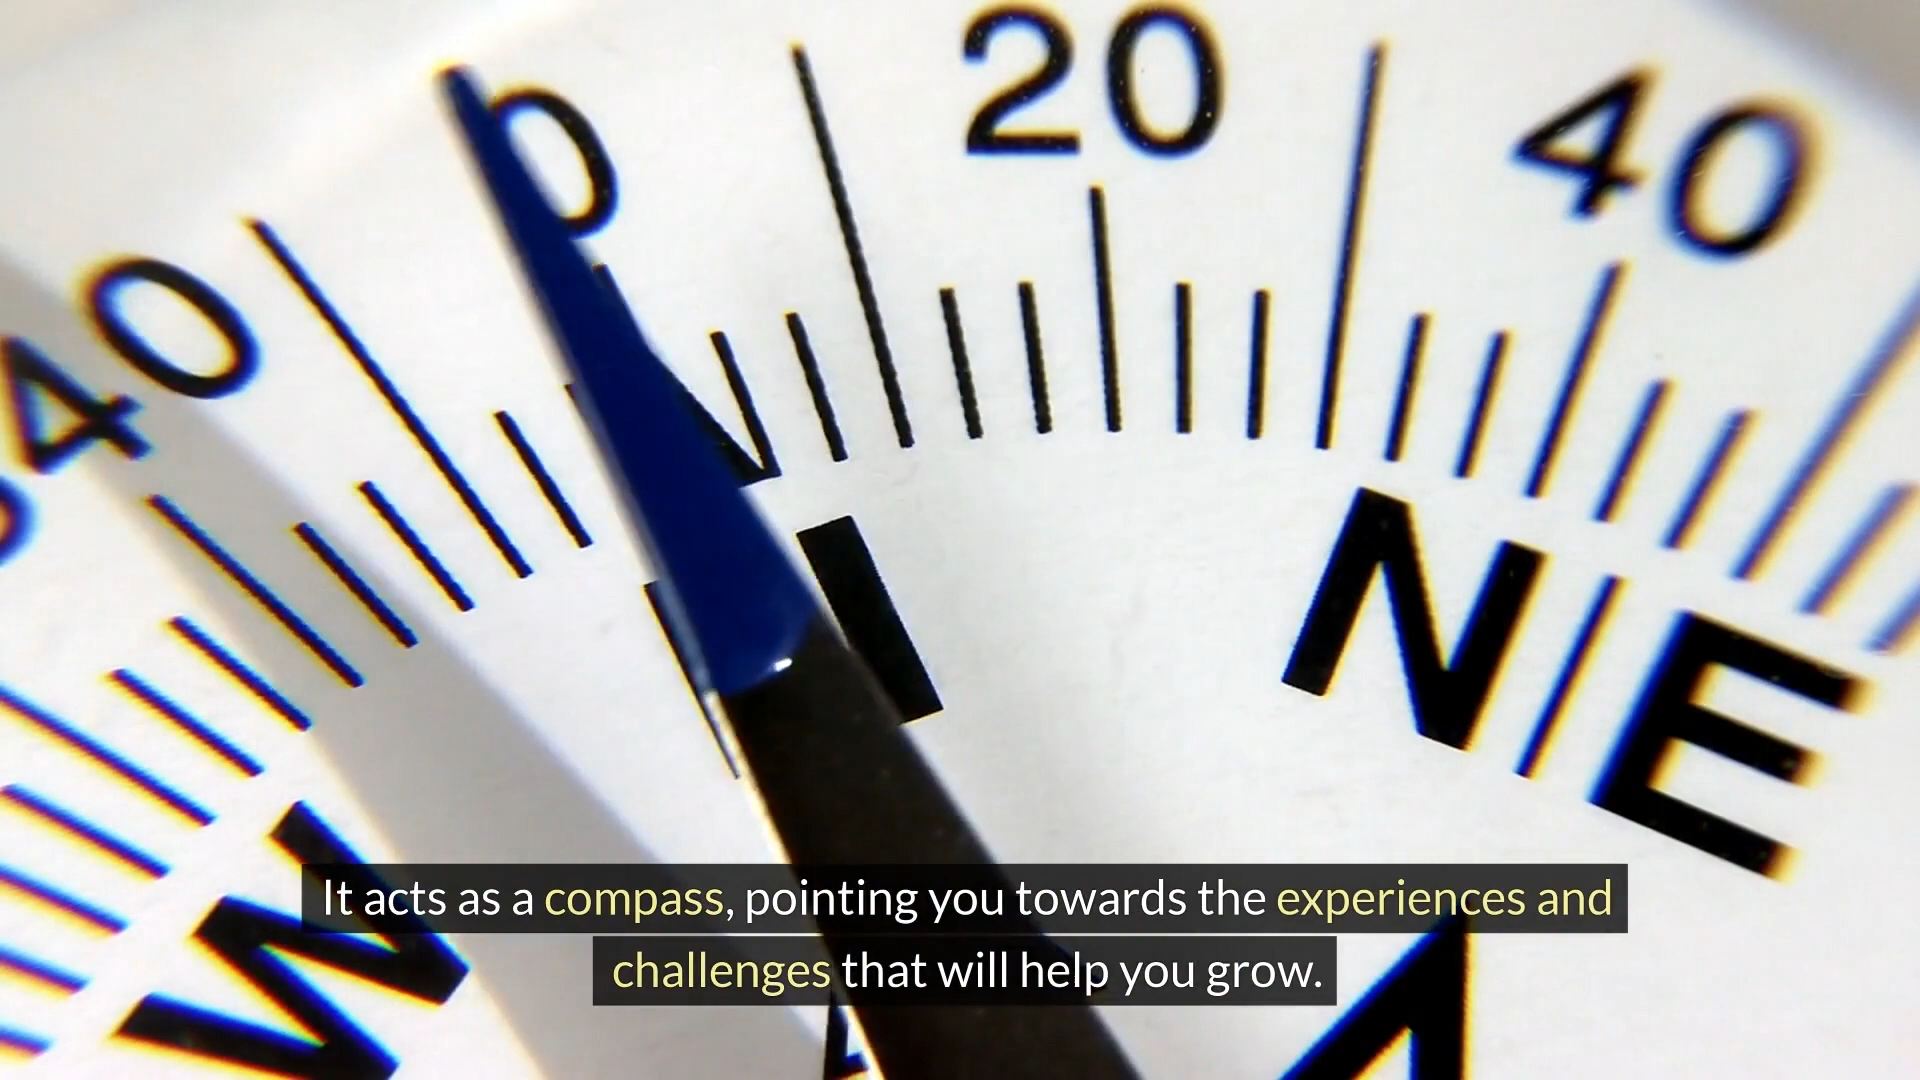 0
20
40
40
NE
W
It acts as a compass, pointing you towards the experiences and
challenges that will help you grow.